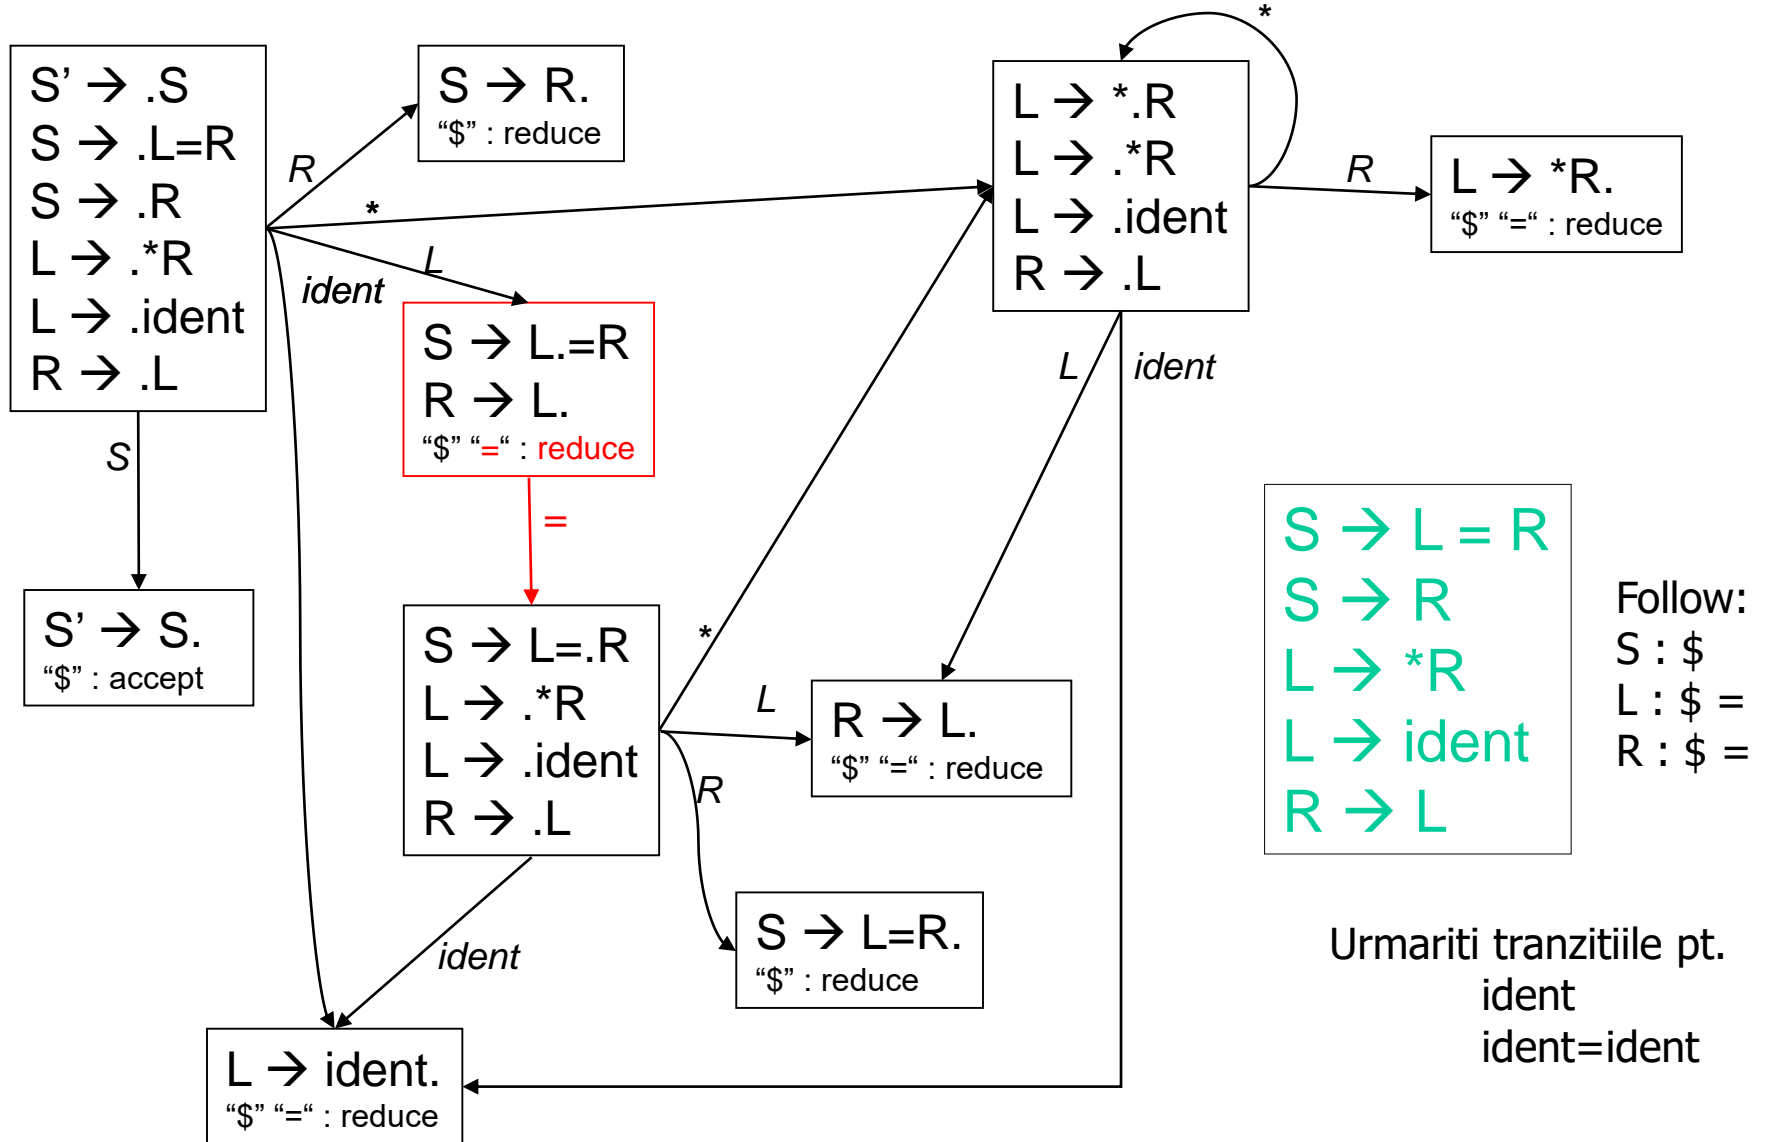 S’ → .S
S → .L=R
S → .R
L → .*R
L → .ident
R → .L
S → R.
“$” : reduce
L → *.R
L → .*R
L → .ident
R → .L
*
L → *R.
“$” “=“ : reduce
R
R
*
L
ident
S → L.=R
R → L.
“$” “=“ : reduce
L
ident
S
=
S’ → S.
“$” : accept
S → L=.R
L → .*R
L → .ident
R → .L
*
L
R
R → L.
“$” “=“ : reduce
S → L = R
S → R
L → *R
L → ident
R → L
Follow:
S : $
L : $ =
R : $ =
ident
S → L=R.
“$” : reduce
Urmariti tranzitiile pt.
ident
ident=ident
L → ident.
“$” “=“ : reduce